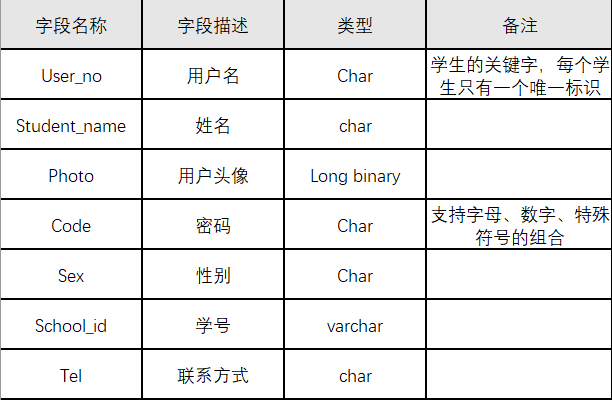 字段名称 字段描述 类型 备注
User_no 用户名 Char 学生的关键字，每个学
生只有一个唯一标识
Student_name 姓名 char
Photo 用户头像 Long binary
Code 密码 Char 支持字母、数字、特殊
符号的组合
Sex 性别 Char
School_id 学号 varchar
Tel 联系方式 char